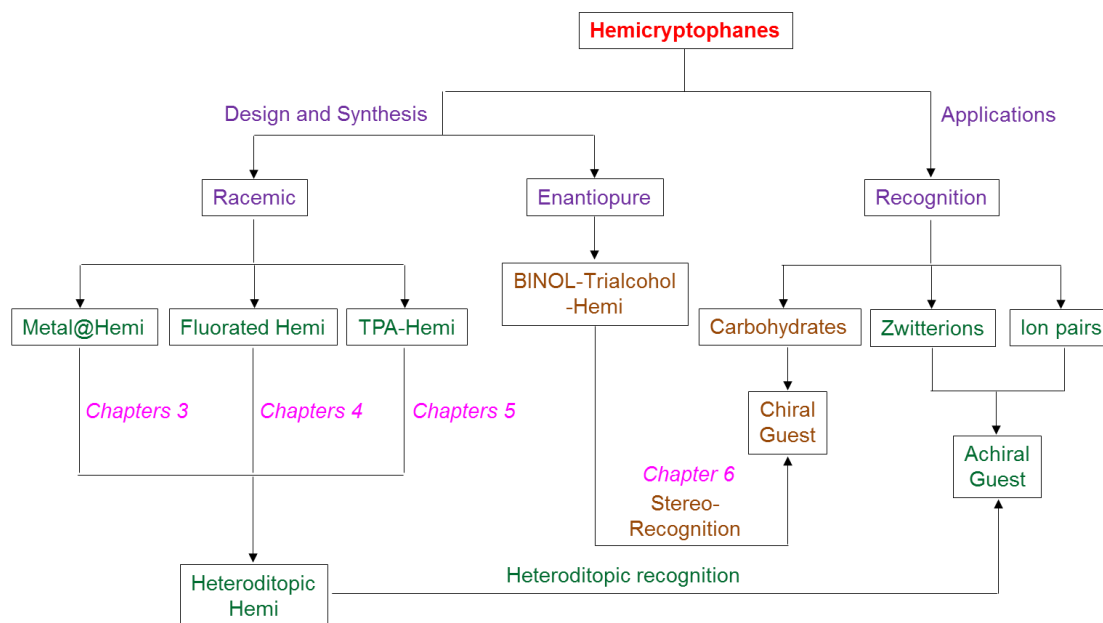 Hemicryptophanes
Design and Synthesis
Applications
Racemic
Enantiopure
Recognition
BINOL-Trialcohol
-Hemi
Metal@Hemi
Fluorated Hemi
TPA-Hemi
Carbohydrates
Zwitterions
Ion pairs
Chapters 3
Chapters 4
Chapters 5
Chiral
Guest
Achiral
Guest
Chapter 6
Stereo-
Recognition
Heteroditopic
Hemi
Heteroditopic recognition